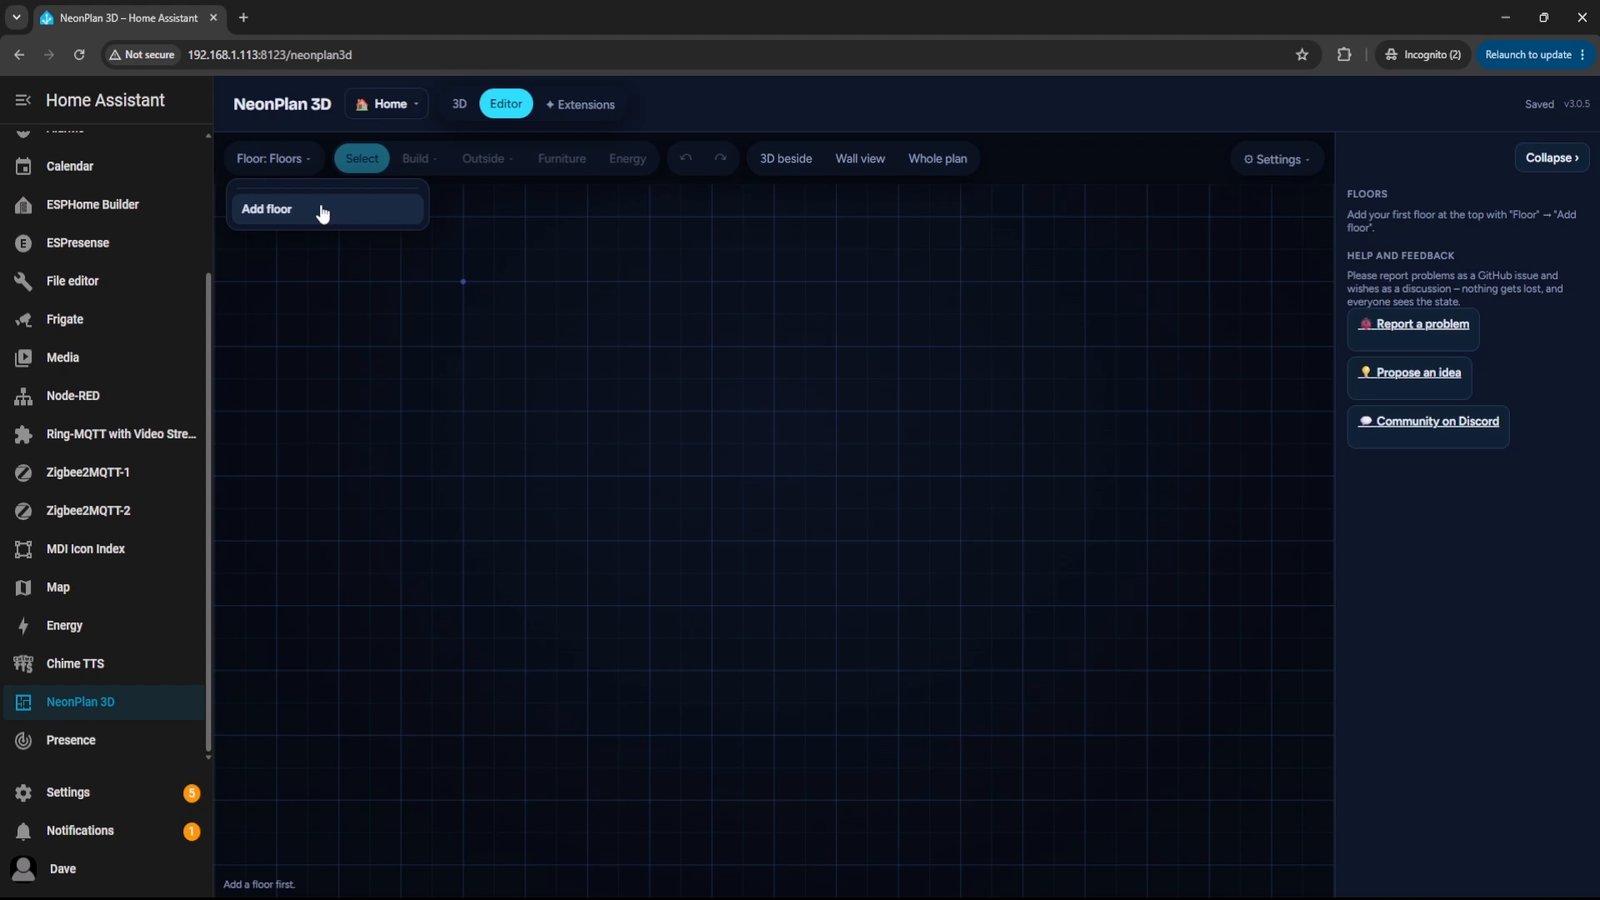 NeonPlan 3D – Home Assistant
Not secure
192.168.1.113:8123/neonplan3d
Incognito (2)
Relaunch to update
Home Assistant
NeonPlan 3D
Home
3D
Editor
+ Extensions
Saved
v3.0.5
Calendar
ESPHome Builder
ESPresense
File editor
Frigate
Media
Node-RED
Ring-MQTT with Video Stre...
Zigbee2MQTT-1
Zigbee2MQTT-2
MDI Icon Index
Map
Energy
Chime TTS
NeonPlan 3D
Presence
Settings
5
Notifications
1
Dave
Floor: Floors
Select
Build
Outside
Furniture
Energy
3D beside
Wall view
Whole plan
Settings
Add floor
Add a floor first.
Collapse ›
FLOORS
Add your first floor at the top with "Floor" → "Add
floor".
HELP AND FEEDBACK
Please report problems as a GitHub issue and
wishes as a discussion – nothing gets lost, and
everyone sees the state.
Report a problem
Propose an idea
Community on Discord